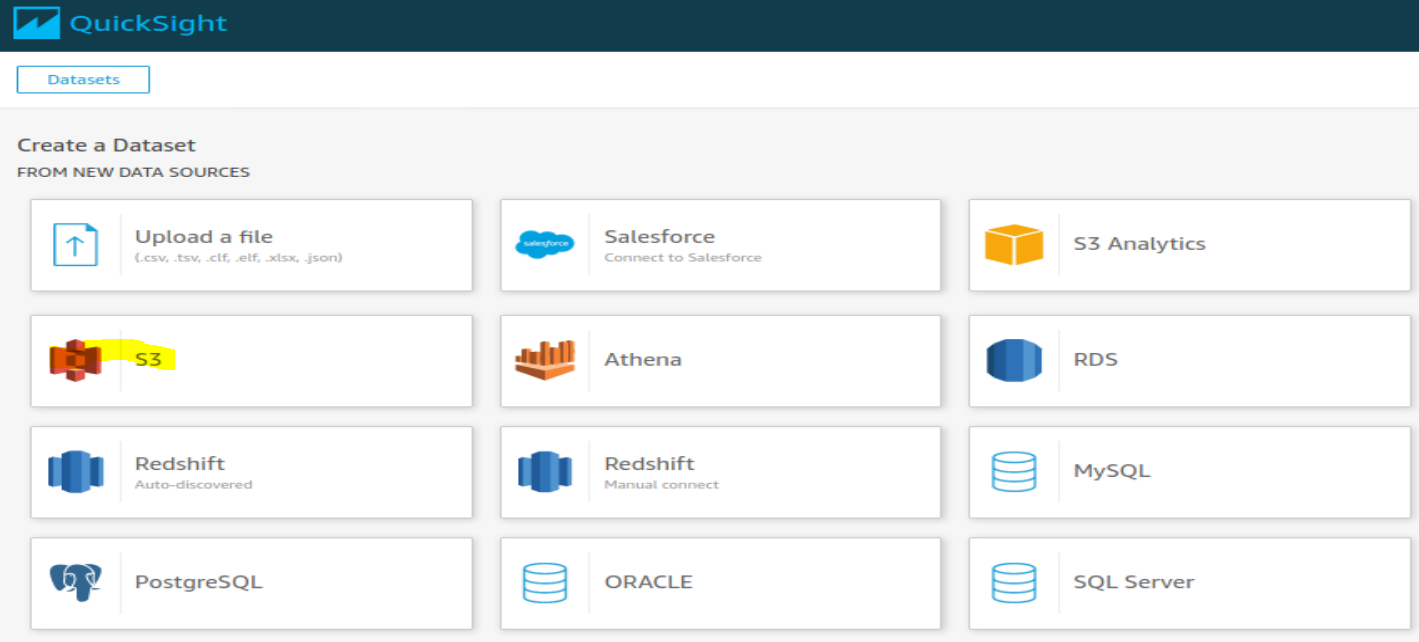 QuickSight
Datasets
Create a Dataset
FROM NEW DATA SOURCES
Upload a file
(.csv, .tsv, .clf, .elf, .xlsx, .json)
salesforce
Salesforce
Connect to Salesforce
S3 Analytics
S3
Athena
RDS
Redshift
Auto-discovered
Redshift
Manual connect
MySQL
PostgreSQL
ORACLE
SQL Server